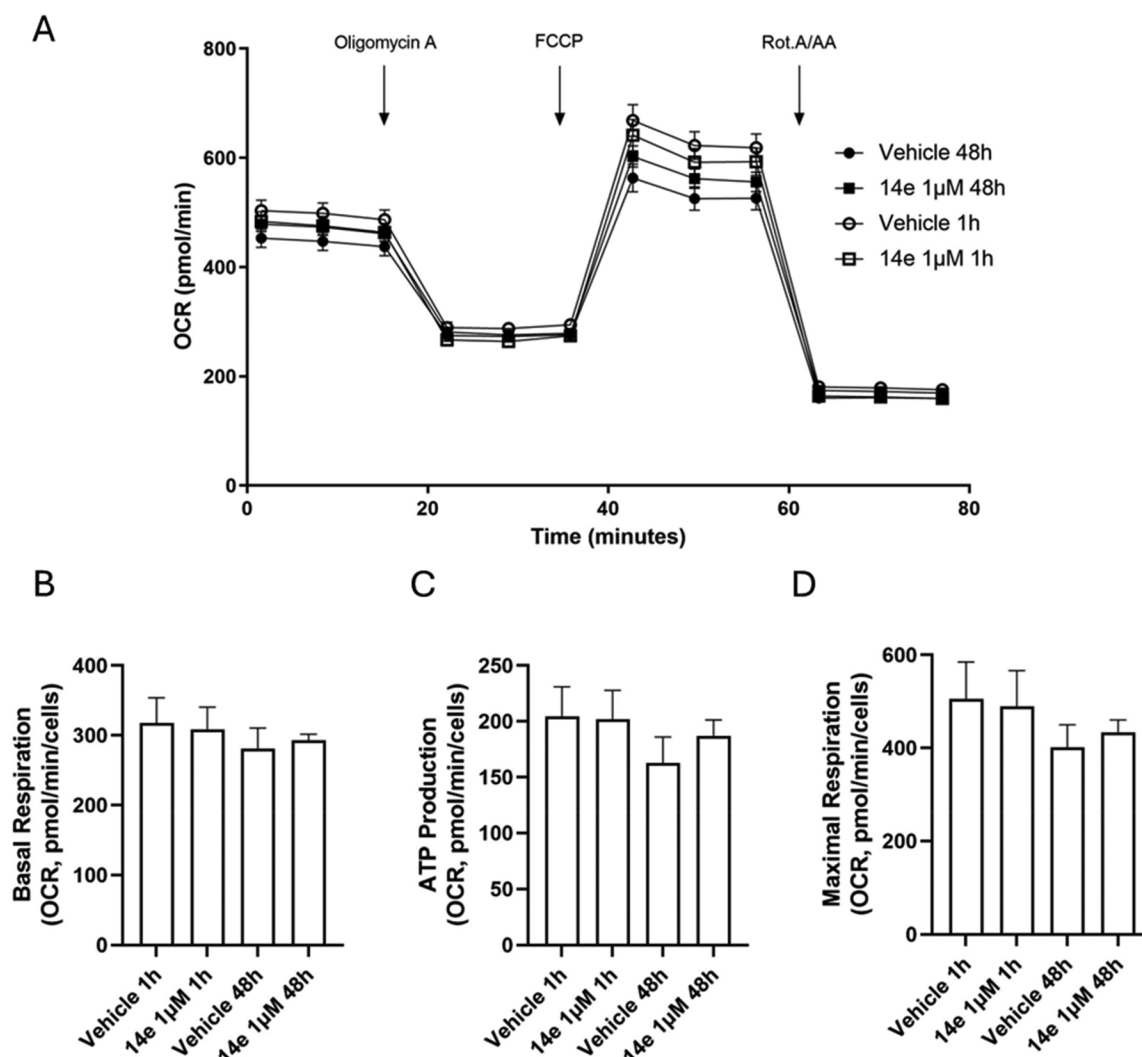 A
Oligomycin A
FCCP
Rot.A/AA
800
600
400
200
0
OCR (pmol/min)
0
20
40
60
80
Time (minutes)
Vehicle 48h
14e 1µM 48h
Vehicle 1h
14e 1µM 1h
B
Basal Respiration
(OCR, pmol/min/cells)
400
300
200
100
0
Vehicle 1h
14e 1µM 1h
Vehicle 48h
14e 1µM 48h
C
ATP Production
(OCR, pmol/min/cells)
250
200
150
100
50
0
Vehicle 1h
14e 1µM 1h
Vehicle 48h
14e 1µM 48h
D
Maximal Respiration
(OCR, pmol/min/cells)
600
400
200
0
Vehicle 1h
14e 1µM 1h
Vehicle 48h
14e 1µM 48h